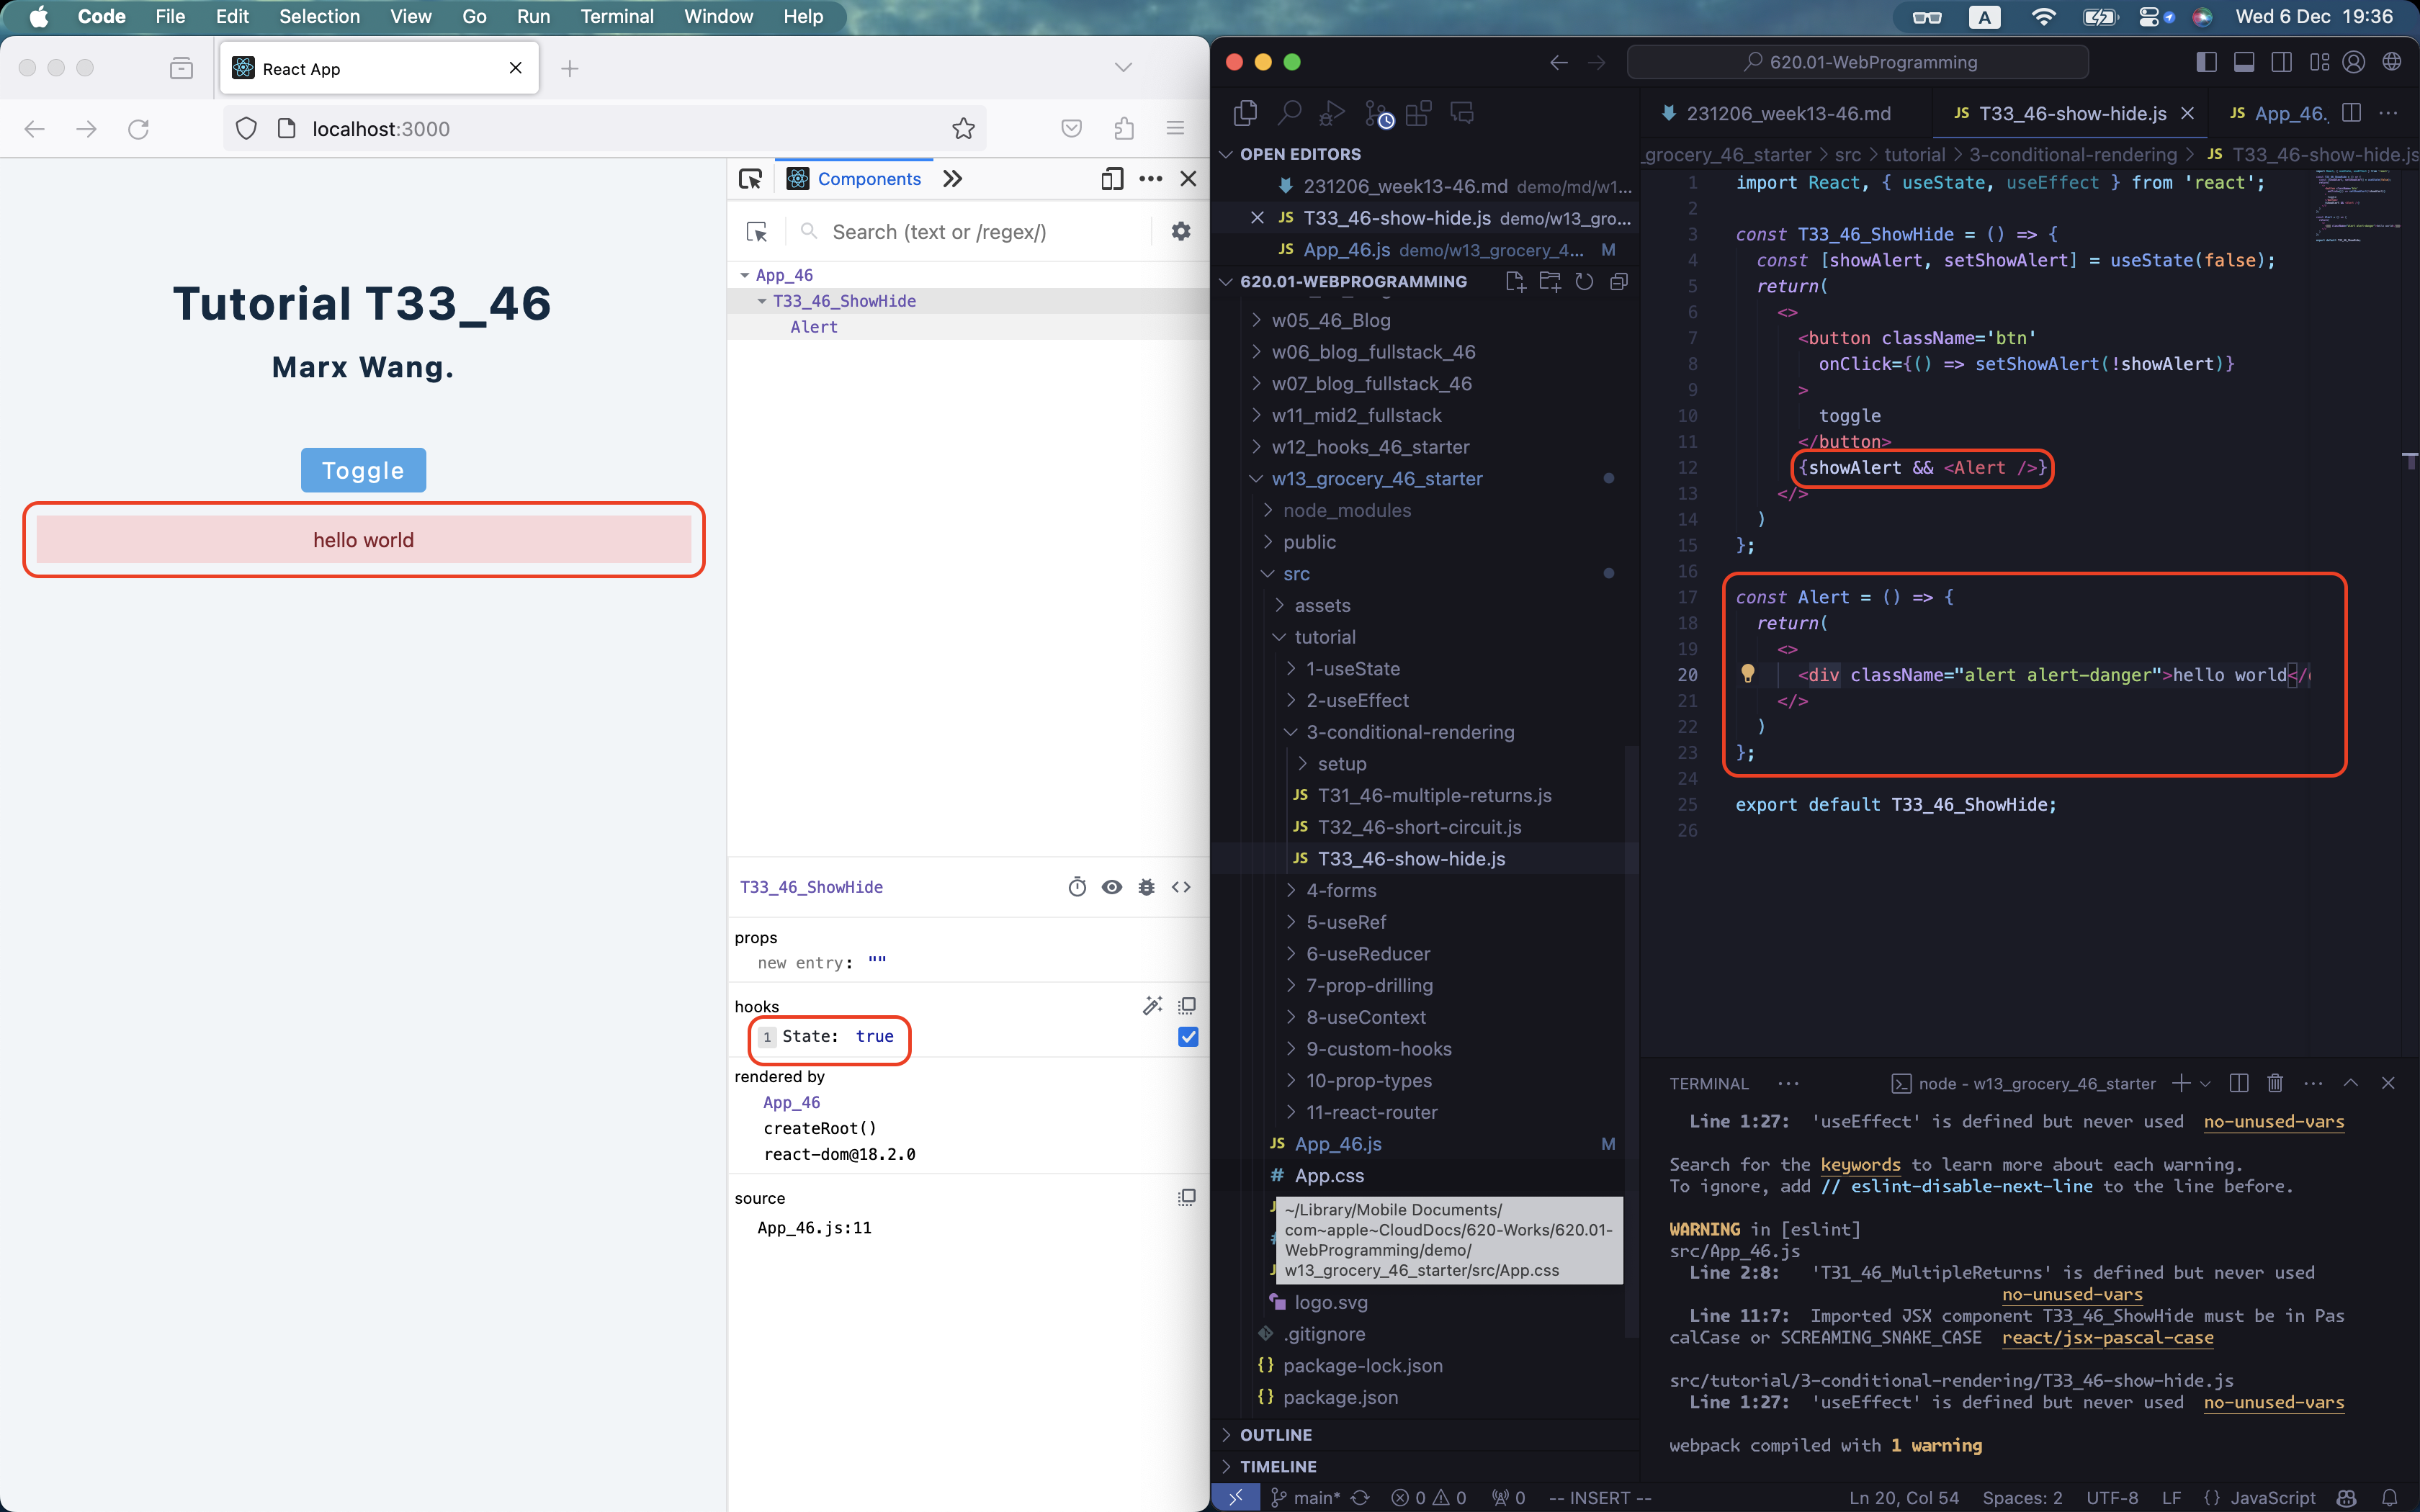 Code File Edit Selection View Go Run Terminal Window Help
A Wed 6 Dec 19:36
React App
localhost:3000
Tutorial T33_46
Marx Wang.
Toggle
hello world
Components
Search (text or /regex/)
App_46
T33_46_ShowHide
Alert
T33_46_ShowHide
props
new entry: ""
hooks
1 State: true
rendered by
App_46
createRoot()
react-dom@18.2.0
source
App_46.js:11
620.01-WebProgramming
OPEN EDITORS
231206_week13-46.md demo/md/w1...
JS T33_46-show-hide.js demo/w13_gro...
JS App_46.js demo/w13_grocery_4... M
620.01-WEBPROGRAMMING
w05_46_Blog
w06_blog_fullstack_46
w07_blog_fullstack_46
w11_mid2_fullstack
w12_hooks_46_starter
w13_grocery_46_starter
node_modules
public
src
assets
tutorial
1-useState
2-useEffect
3-conditional-rendering
setup
JS T31_46-multiple-returns.js
JS T32_46-short-circuit.js
JS T33_46-show-hide.js
4-forms
5-useRef
6-useReducer
7-prop-drilling
8-useContext
9-custom-hooks
10-prop-types
11-react-router
JS App_46.js M
# App.css
~/Library/Mobile Documents/
com~apple~CloudDocs/620-Works/620.01-
WebProgramming/demo/
w13_grocery_46_starter/src/App.css
logo.svg
.gitignore
{} package-lock.json
{} package.json
OUTLINE
TIMELINE
231206_week13-46.md JS T33_46-show-hide.js JS App_46.
_grocery_46_starter > src > tutorial > 3-conditional-rendering > JS T33_46-show-hide.js
1 import React, { useState, useEffect } from 'react';
2
3 const T33_46_ShowHide = () => {
4 const [showAlert, setShowAlert] = useState(false);
5 return(
6 <>
7 <button className='btn'
8 onClick={() => setShowAlert(!showAlert)}
9 >
10 toggle
11 </button>
12 {showAlert && <Alert />}
13 </>
14 )
15 };
16
17 const Alert = () => {
18 return(
19 <>
20 <div className="alert alert-danger">hello world</
21 </>
22 )
23 };
24
25 export default T33_46_ShowHide;
26
TERMINAL node - w13_grocery_46_starter
Line 1:27: 'useEffect' is defined but never used no-unused-vars
Search for the keywords to learn more about each warning.
To ignore, add // eslint-disable-next-line to the line before.
WARNING in [eslint]
src/App_46.js
Line 2:8: 'T31_46_MultipleReturns' is defined but never used
no-unused-vars
Line 11:7: Imported JSX component T33_46_ShowHide must be in Pas
calCase or SCREAMING_SNAKE_CASE react/jsx-pascal-case
src/tutorial/3-conditional-rendering/T33_46-show-hide.js
Line 1:27: 'useEffect' is defined but never used no-unused-vars
webpack compiled with 1 warning
main* 0 0 0 -- INSERT -- Ln 20, Col 54 Spaces: 2 UTF-8 LF {} JavaScript